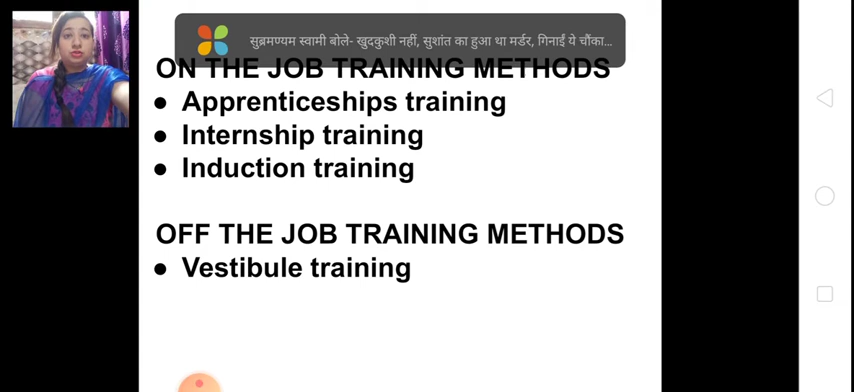 सुब्रमण्यम स्वामी बोले- खुदकुशी नहीं, सुशांत का हुआ था मर्डर, गिनाईं ये चौंका...
ON THE JOB TRAINING METHODS
● Apprenticeships training
● Internship training
● Induction training
OFF THE JOB TRAINING METHODS
● Vestibule training